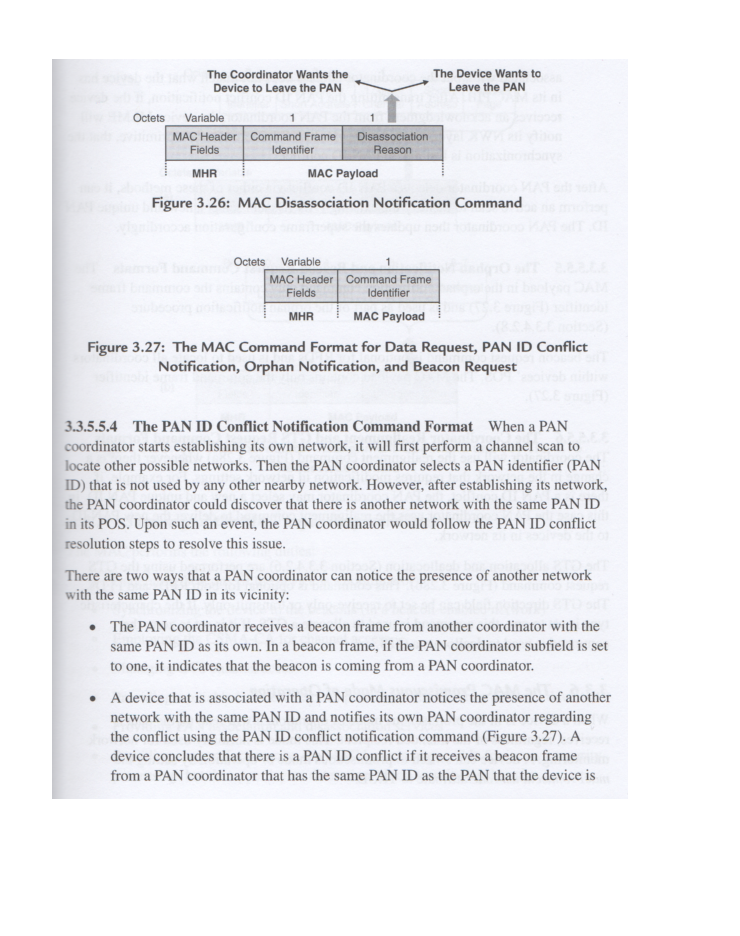 The Coordinator Wants the
Device to Leave the PAN
The Device Wants to
Leave the PAN
Octets Variable 1 1
MAC Header
Fields
Command Frame
Identifier
Disassociation
Reason
MHR MAC Payload
Figure 3.26: MAC Disassociation Notification Command
Octets Variable 1
MAC Header
Fields
Command Frame
Identifier
MHR MAC Payload
Figure 3.27: The MAC Command Format for Data Request, PAN ID Conflict
Notification, Orphan Notification, and Beacon Request
3.3.5.5.4 The PAN ID Conflict Notification Command Format When a PAN
coordinator starts establishing its own network, it will first perform a channel scan to
locate other possible networks. Then the PAN coordinator selects a PAN identifier (PAN
ID) that is not used by any other nearby network. However, after establishing its network,
the PAN coordinator could discover that there is another network with the same PAN ID
in its POS. Upon such an event, the PAN coordinator would follow the PAN ID conflict
resolution steps to resolve this issue.
There are two ways that a PAN coordinator can notice the presence of another network
with the same PAN ID in its vicinity:
• The PAN coordinator receives a beacon frame from another coordinator with the
same PAN ID as its own. In a beacon frame, if the PAN coordinator subfield is set
to one, it indicates that the beacon is coming from a PAN coordinator.
• A device that is associated with a PAN coordinator notices the presence of another
network with the same PAN ID and notifies its own PAN coordinator regarding
the conflict using the PAN ID conflict notification command (Figure 3.27). A
device concludes that there is a PAN ID conflict if it receives a beacon frame
from a PAN coordinator that has the same PAN ID as the PAN that the device is